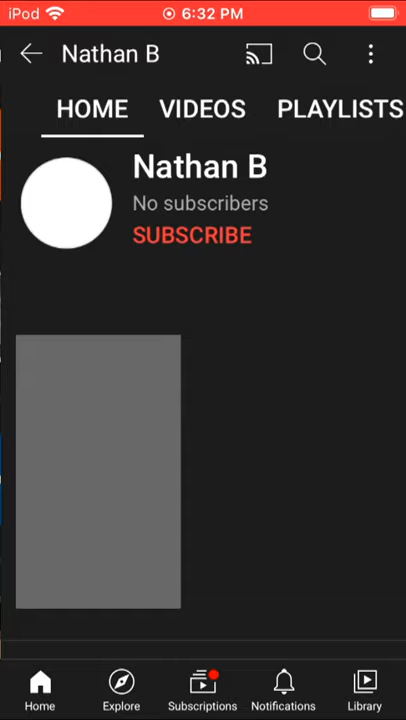 iPod 6:32 PM
Nathan B
HOME VIDEOS PLAYLISTS
Nathan B
No subscribers
SUBSCRIBE
Home Explore Subscriptions Notifications Library